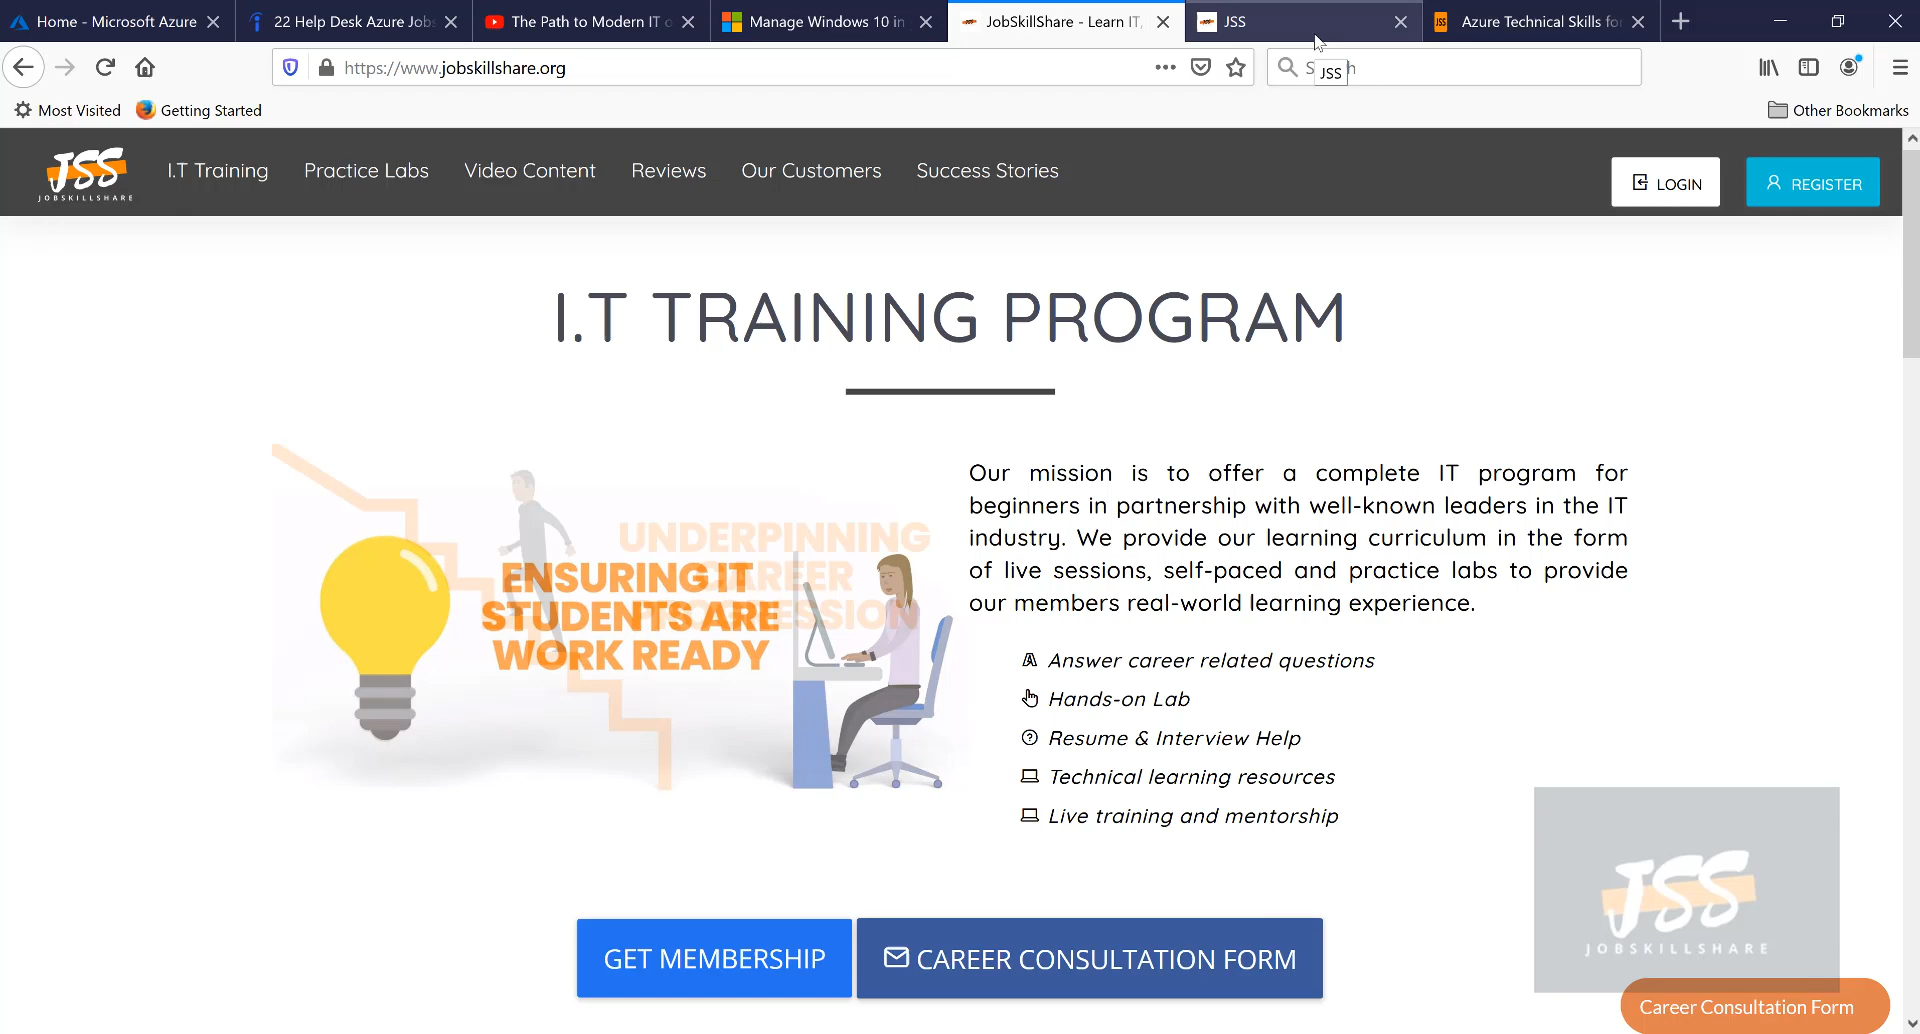 Home - Microsoft Azure
22 Help Desk Azure Jobs
The Path to Modern IT o
Manage Windows 10 in
JobSkillShare - Learn IT,
JSS
Azure Technical Skills for
https://www.jobskillshare.org
JSS
Most Visited
Getting Started
Other Bookmarks
JSS
JOBSKILLSHARE
I.T Training
Practice Labs
Video Content
Reviews
Our Customers
Success Stories
LOGIN
REGISTER
I.T TRAINING PROGRAM
UNDERPINNING
CAREER
PROGRESSION
ENSURING IT
STUDENTS ARE
WORK READY
Our mission is to offer a complete IT program for
beginners in partnership with well-known leaders in the IT
industry. We provide our learning curriculum in the form
of live sessions, self-paced and practice labs to provide
our members real-world learning experience.
Answer career related questions
Hands-on Lab
Resume & Interview Help
Technical learning resources
Live training and mentorship
GET MEMBERSHIP
CAREER CONSULTATION FORM
JSS
JOBSKILLSHARE
Career Consultation Form